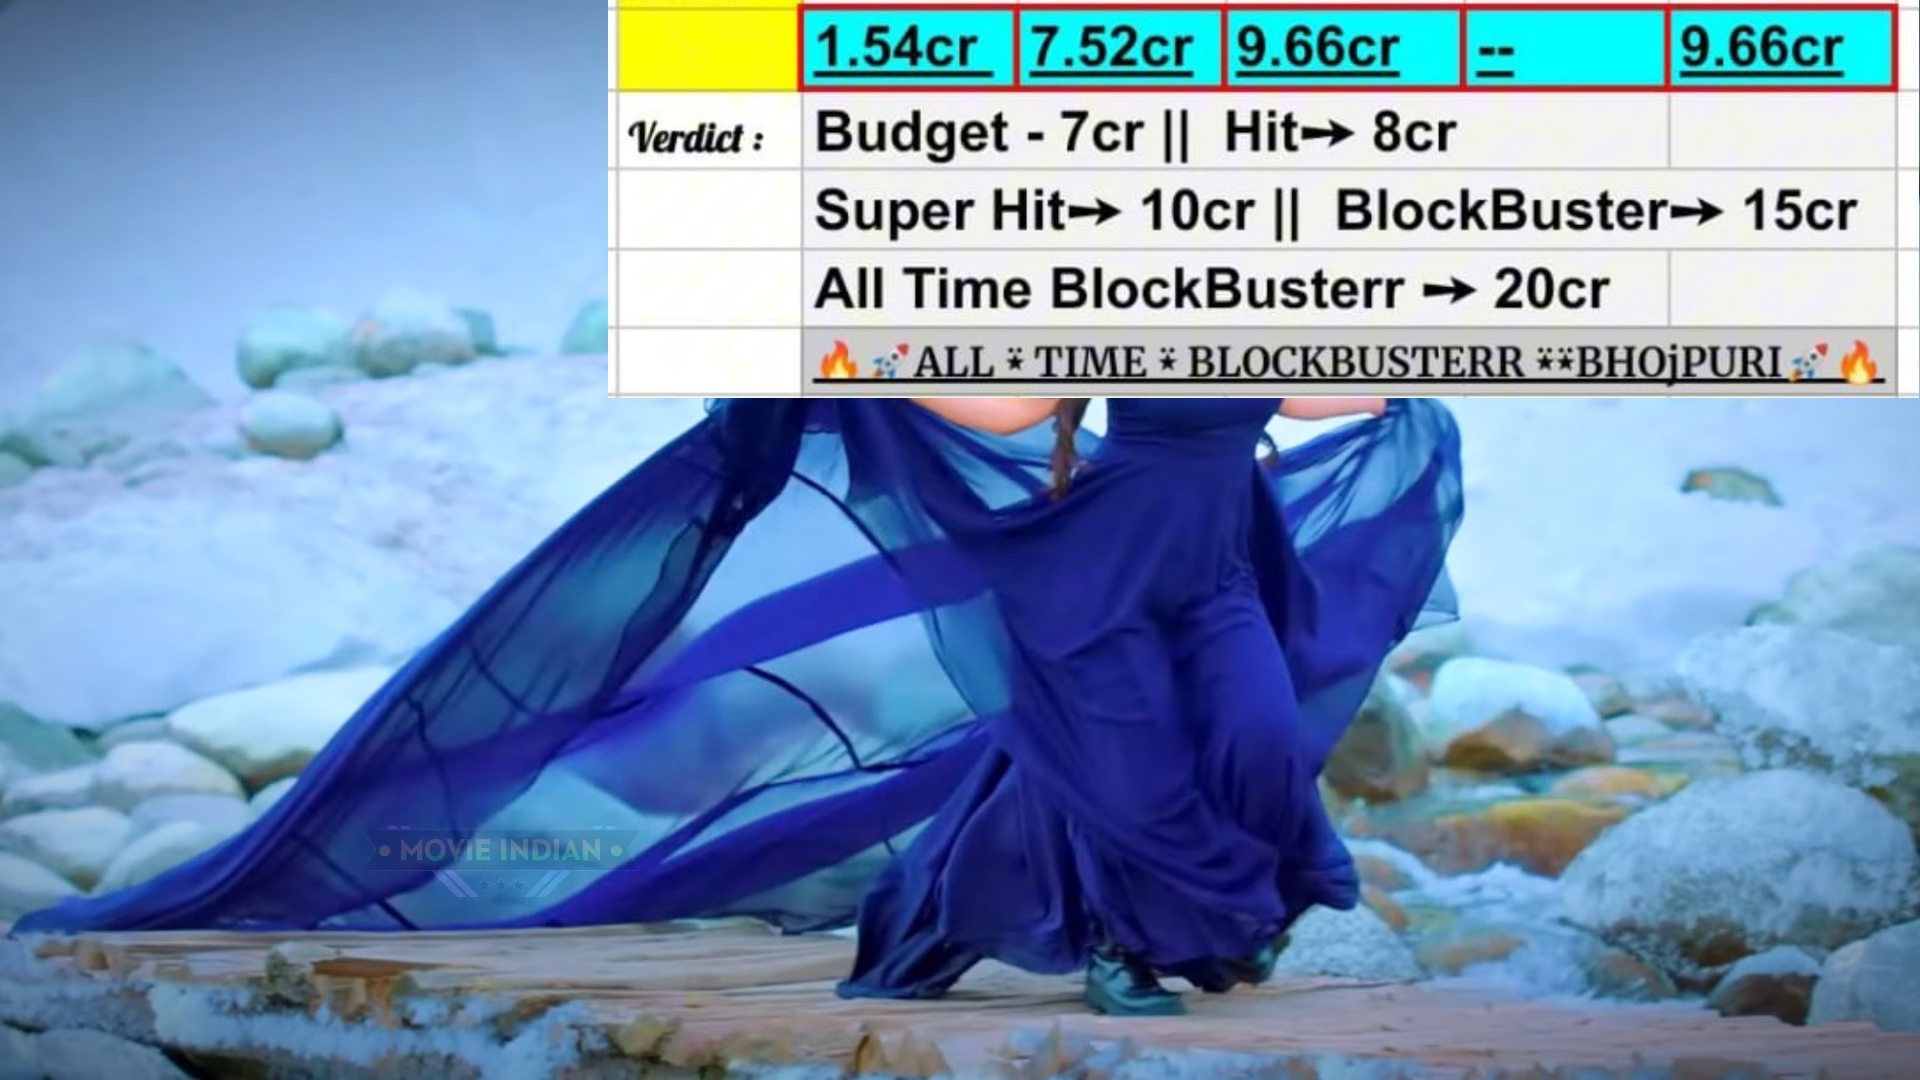 1.54cr 7.52cr 9.66cr -- 9.66cr
Verdict : Budget - 7cr || Hit➙ 8cr
Super Hit➙ 10cr || BlockBuster➙ 15cr
All Time BlockBusterr ➙ 20cr
🔥🚀ALL ⍣ TIME ⍣ BLOCKBUSTERR ⍣⍣BHOjPURI🚀🔥
• MOVIE INDIAN •